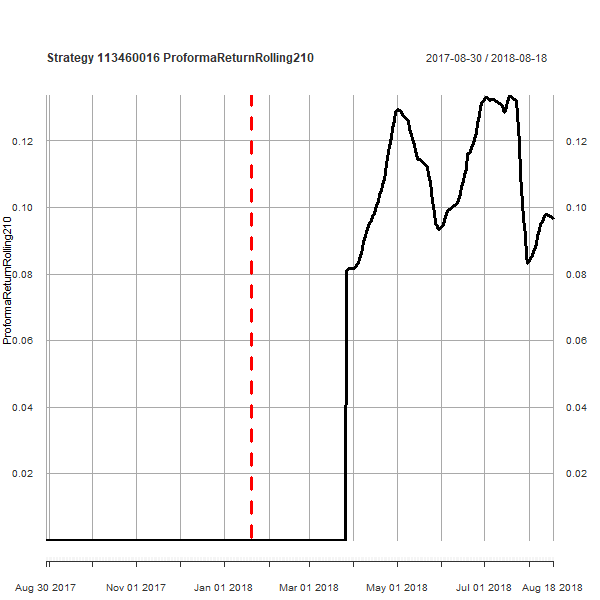 Strategy 113460016 ProformaReturnRolling210
2017-08-30 / 2018-08-18
ProformaReturnRolling210
0.12 0.12
0.10 0.10
0.08 0.08
0.06 0.06
0.04 0.04
0.02 0.02
Aug 30 2017 Nov 01 2017 Jan 01 2018 Mar 01 2018 May 01 2018 Jul 01 2018 Aug 18 2018